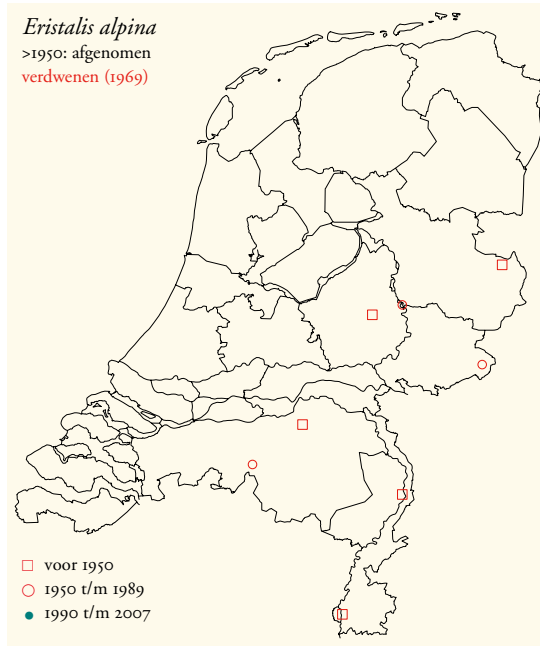 Eristalis alpina
>1950: afgenomen
verdwenen (1969)
voor 1950
1950 t/m 1989
1990 t/m 2007